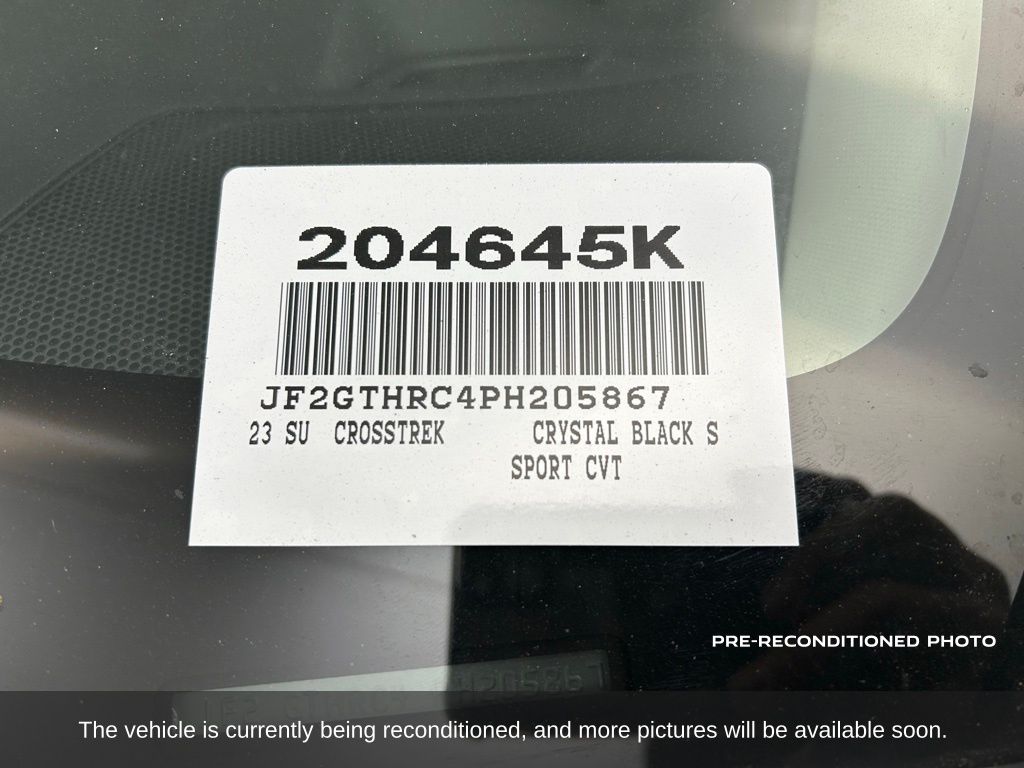 204645K
JF2GTHRC4PH205867
23 SU CROSSTREK CRYSTAL BLACK S
SPORT CVT
PRE-RECONDITIONED PHOTO
The vehicle is currently being reconditioned, and more pictures will be available soon.